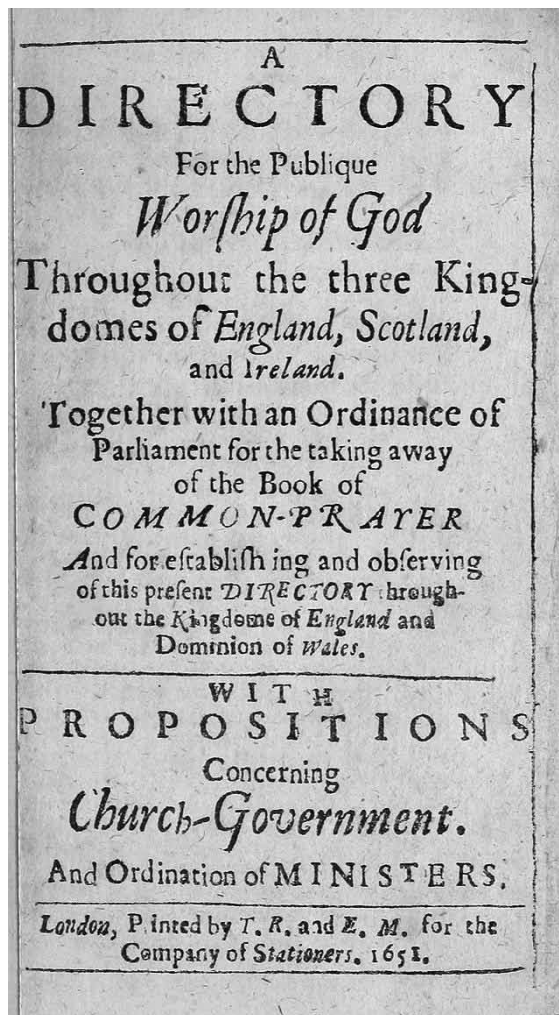 A
DIRECTORY
For the Publique
Worſhip of God
Throughout the three King-
domes of England, Scotland,
and Ireland.
Together with an Ordinance of
Parliament for the taking away
of the Book of
COMMON-PRAYER
And for eſtabliſh ing and obſerving
of this preſent DIRECTORY through-
out the Kingdome of England and
Dominion of Wales.
WITH
PROPOSITIONS
Concerning
Church-Government.
And Ordination of MINISTERS.
London, Printed by T. R. and E. M. for the
Company of Stationers. 1651.